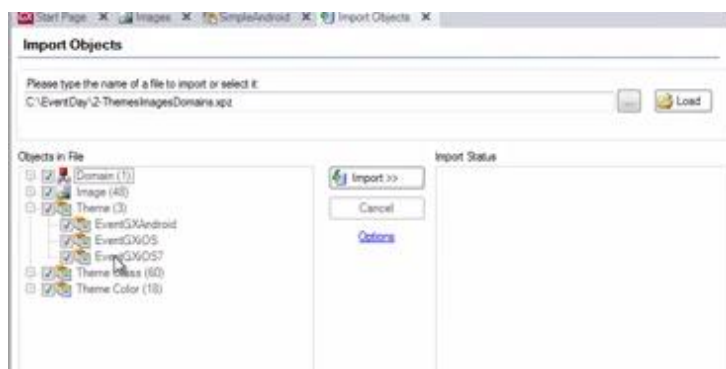 Start Page Images SimpleAndroid Import Objects
Import Objects
Please type the name of a file to import or select it:
C:\EventDay\2-ThemesImagesDomains.xpz
... Load
Objects in File
Import Status
Domain (1)
Image (48)
Theme (3)
EventGXAndroid
EventGXiOS
EventGXiOS7
Theme Class (60)
Theme Color (18)
Import >>
Cancel
Options